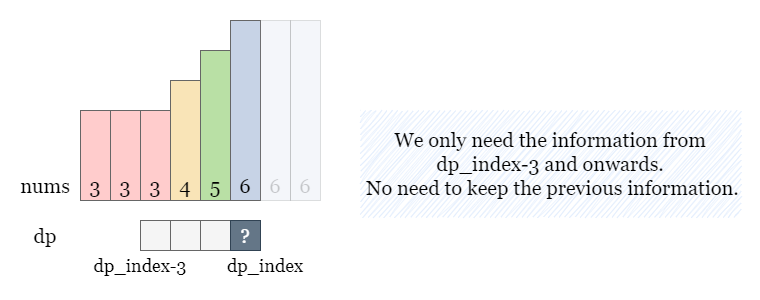 We only need the information from
dp_index-3 and onwards.
No need to keep the previous information.
nums 3 3 3 4 5 6 6 6
dp ?
dp_index-3 dp_index